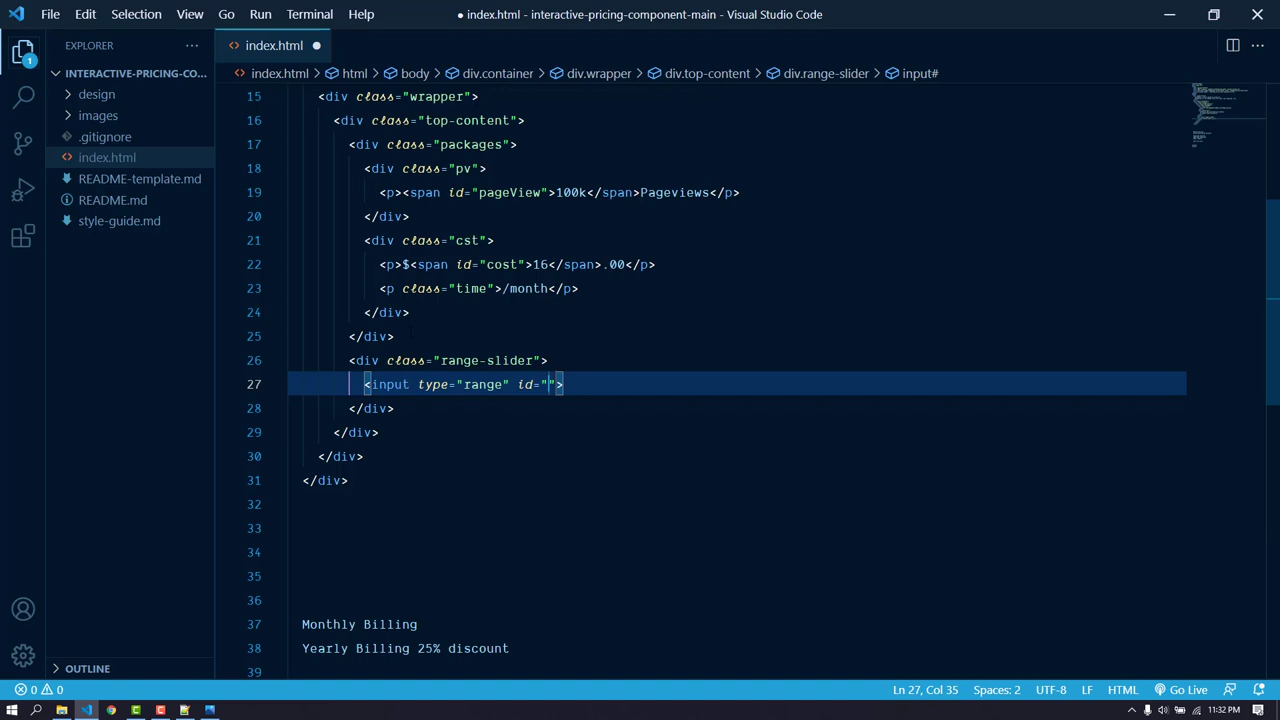 File Edit Selection View Go Run Terminal Help
● index.html - interactive-pricing-component-main - Visual Studio Code
EXPLORER
INTERACTIVE-PRICING-CO...
design
images
.gitignore
index.html
README-template.md
README.md
style-guide.md
OUTLINE
1
<> index.html
<> index.html > html > body > div.container > div.wrapper > div.top-content > div.range-slider > input#
15 <div class="wrapper">
16 <div class="top-content">
17 <div class="packages">
18 <div class="pv">
19 <p><span id="pageView">100k</span>Pageviews</p>
20 </div>
21 <div class="cst">
22 <p>$<span id="cost">16</span>.00</p>
23 <p class="time">/month</p>
24 </div>
25 </div>
26 <div class="range-slider">
27 <input type="range" id="">
28 </div>
29 </div>
30 </div>
31 </div>
32
33
34
35
36
37 Monthly Billing
38 Yearly Billing 25% discount
39
0 0
Ln 27, Col 35 Spaces: 2 UTF-8 LF HTML Go Live
11:32 PM